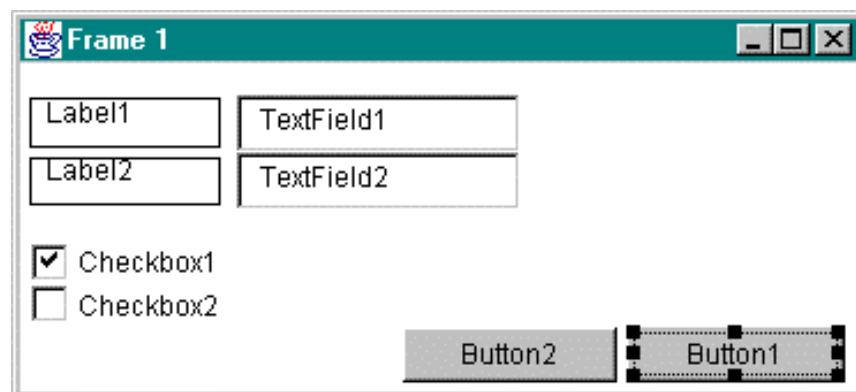 Frame 1
Label1 TextField1
Label2 TextField2
Checkbox1
Checkbox2
Button2 Button1